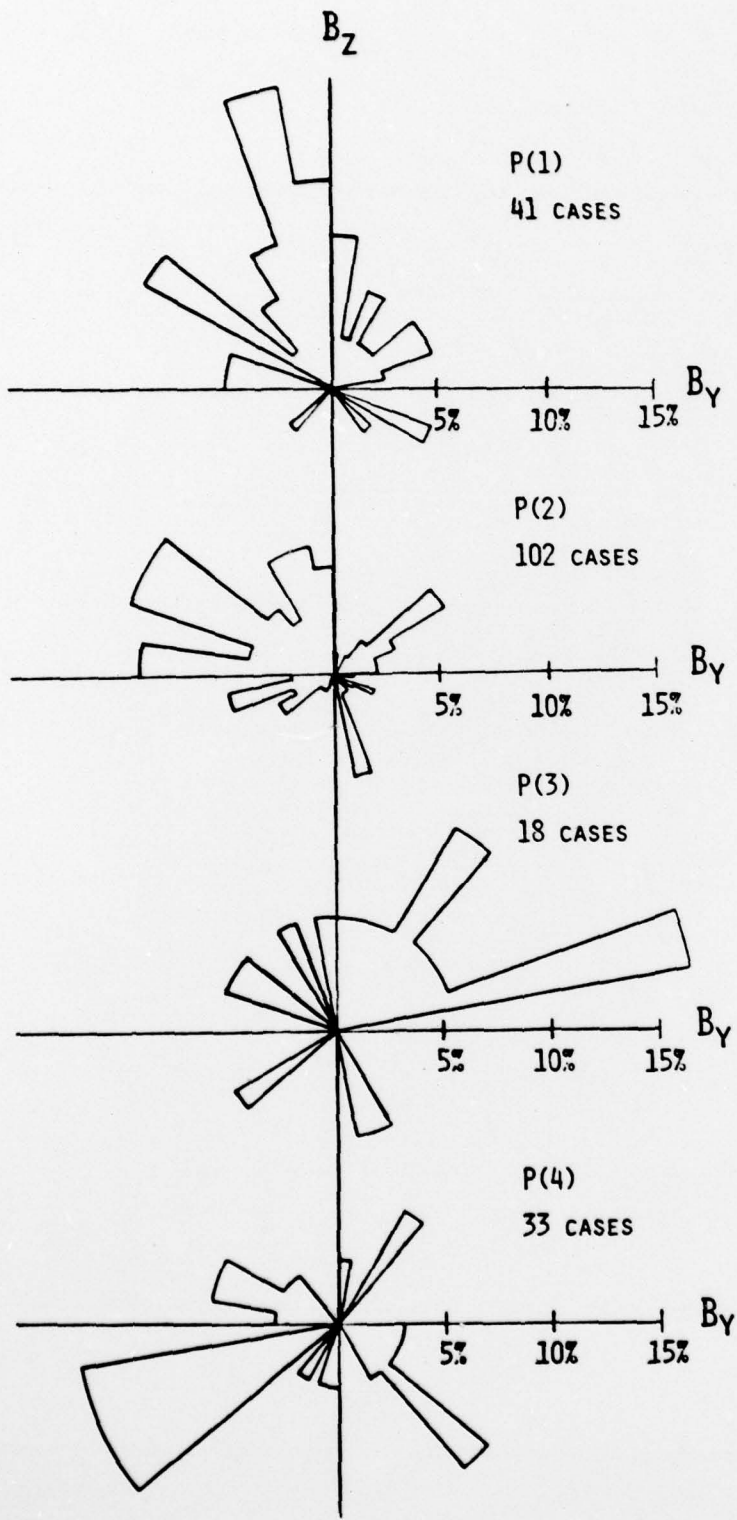 B_Z
P(1)
41 CASES
B_Y
5% 10% 15%
P(2)
102 CASES
B_Y
5% 10% 15%
P(3)
18 CASES
B_Y
5% 10% 15%
P(4)
33 CASES
B_Y
5% 10% 15%